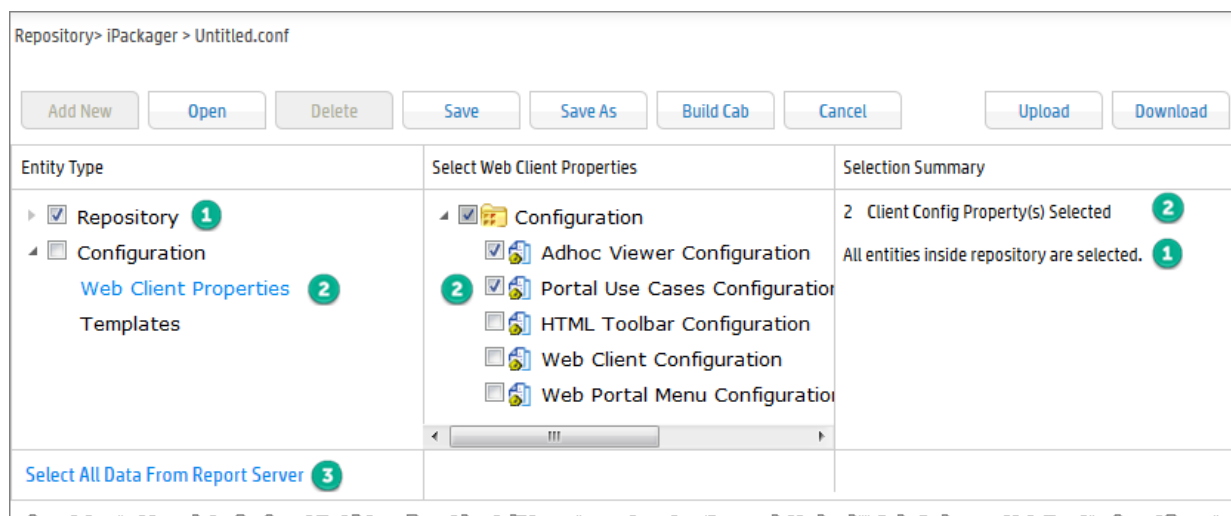 Repository> iPackager > Untitled.conf
Add New Open Delete Save Save As Build Cab Cancel Upload Download
Entity Type Select Web Client Properties Selection Summary
Repository 1
Configuration
Web Client Properties 2
Templates
Configuration
Adhoc Viewer Configuration
2 Portal Use Cases Configuration
HTML Toolbar Configuration
Web Client Configuration
Web Portal Menu Configuration
2 Client Config Property(s) Selected 2
All entities inside repository are selected. 1
Select All Data From Report Server 3